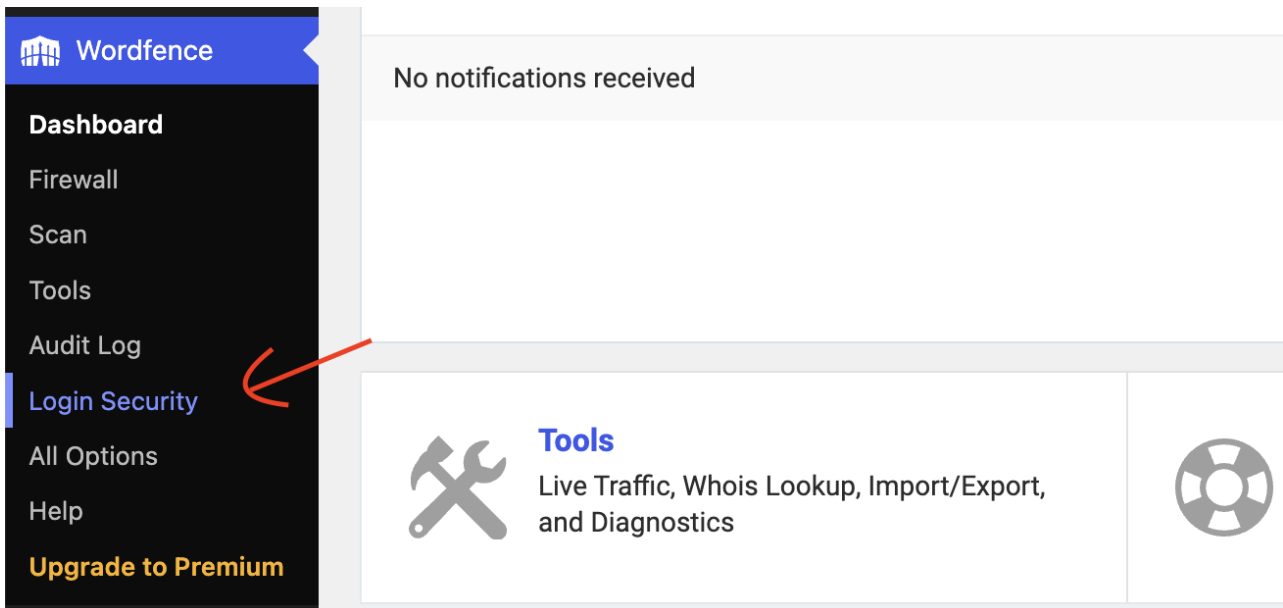 Wordfence
Dashboard
Firewall
Scan
Tools
Audit Log
Login Security
All Options
Help
Upgrade to Premium
No notifications received
Tools
Live Traffic, Whois Lookup, Import/Export,
and Diagnostics